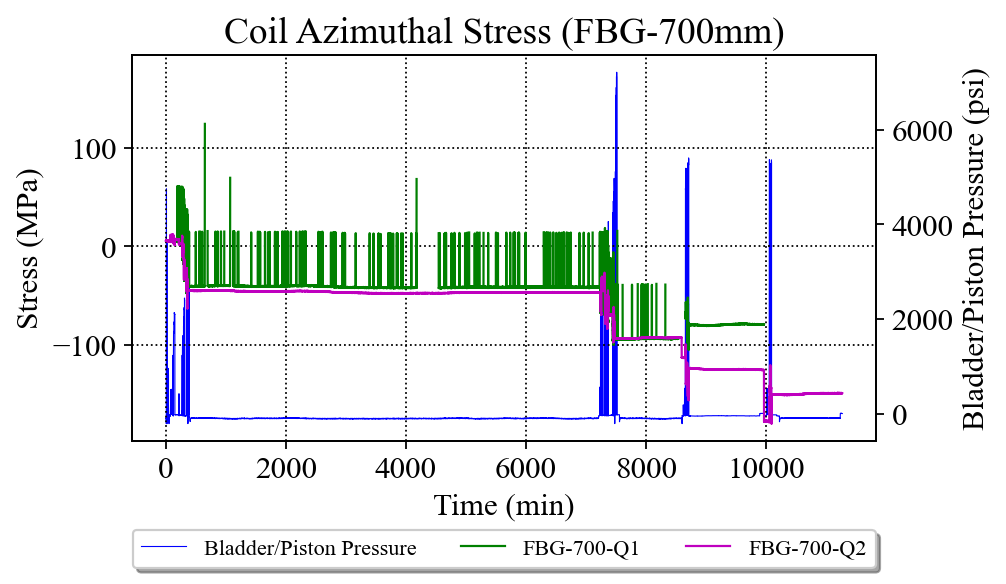 Coil Azimuthal Stress (FBG-700mm)
100
0
−100
Stress (MPa)
6000
4000
2000
0
Bladder/Piston Pressure (psi)
0 2000 4000 6000 8000 10000
Time (min)
Bladder/Piston Pressure FBG-700-Q1 FBG-700-Q2